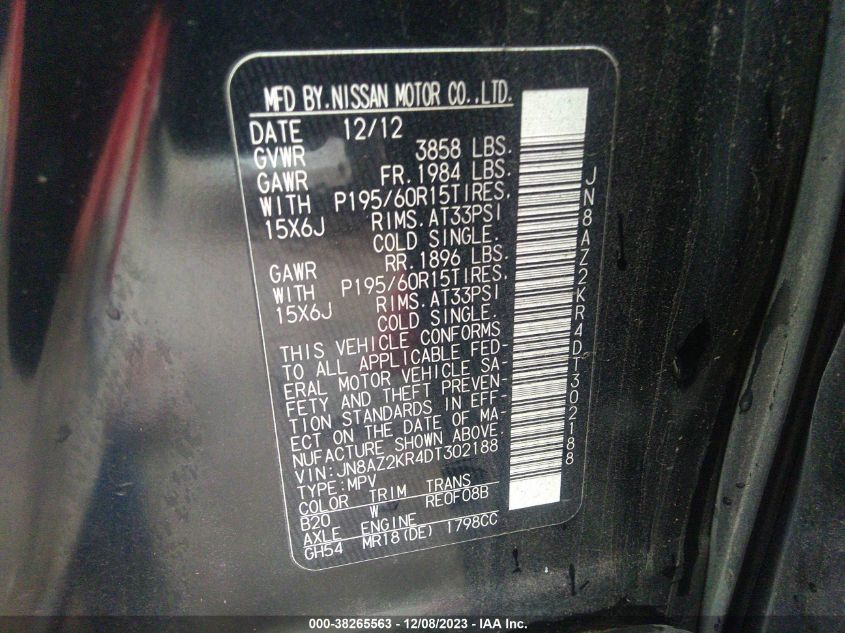 MFD BY.NISSAN MOTOR CO.,LTD.
DATE 12/12
GVWR 3858 LBS.
GAWR FR. 1984 LBS.
WITH P195/60R15TIRES,
15X6J RIMS. AT33PSI
COLD SINGLE.
GAWR RR. 1896 LBS.
WITH P195/60R15TIRES,
15X6J RIMS. AT33PSI
COLD SINGLE.
THIS VEHICLE CONFORMS
TO ALL APPLICABLE FED-
ERAL MOTOR VEHICLE SA-
FETY AND THEFT PREVEN-
TION STANDARDS IN EFF-
ECT ON THE DATE OF MA-
NUFACTURE SHOWN ABOVE.
VIN:JN8AZ2KR4DT302188
TYPE:MPV
COLOR TRIM TRANS
B20 W RE0F08B
AXLE ENGINE
GH54 MR18(DE) 1798CC
JN8AZ2KR4DT302188
000-38265563 - 12/08/2023 - IAA Inc.